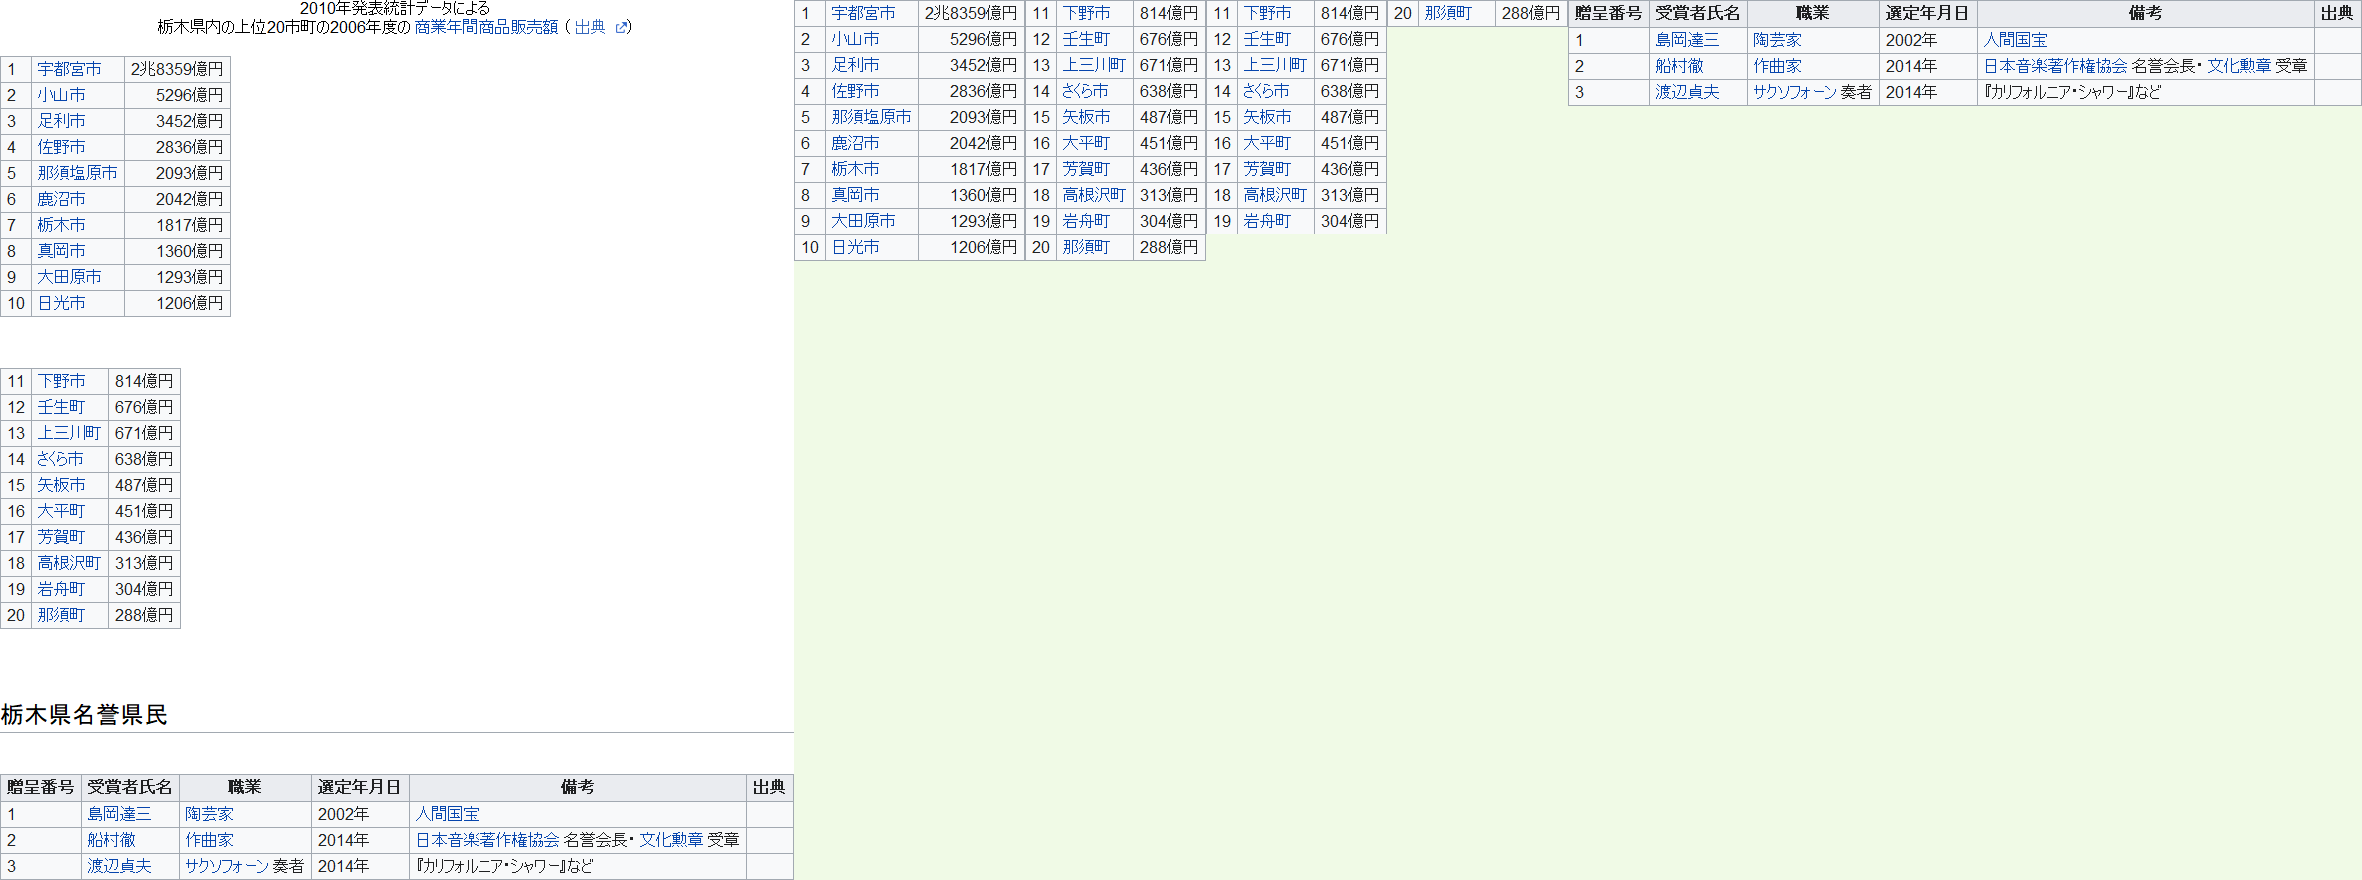 2010年発表統計データによる
栃木県内の上位20市町の2006年度の 商業年間商品販売額 ( 出典 )
1 宇都宮市 2兆8359億円
2 小山市 5296億円
3 足利市 3452億円
4 佐野市 2836億円
5 那須塩原市 2093億円
6 鹿沼市 2042億円
7 栃木市 1817億円
8 真岡市 1360億円
9 大田原市 1293億円
10 日光市 1206億円
11 下野市 814億円
12 壬生町 676億円
13 上三川町 671億円
14 さくら市 638億円
15 矢板市 487億円
16 大平町 451億円
17 芳賀町 436億円
18 高根沢町 313億円
19 岩舟町 304億円
20 那須町 288億円
栃木県名誉県民
贈呈番号 受賞者氏名 職業 選定年月日 備考 出典
1 島岡達三 陶芸家 2002年 人間国宝
2 船村徹 作曲家 2014年 日本音楽著作権協会 名誉会長・ 文化勲章 受章
3 渡辺貞夫 サクソフォーン 奏者 2014年 『カリフォルニア・シャワー』など
1 宇都宮市 2兆8359億円
2 小山市 5296億円
3 足利市 3452億円
4 佐野市 2836億円
5 那須塩原市 2093億円
6 鹿沼市 2042億円
7 栃木市 1817億円
8 真岡市 1360億円
9 大田原市 1293億円
10 日光市 1206億円
11 下野市 814億円
12 壬生町 676億円
13 上三川町 671億円
14 さくら市 638億円
15 矢板市 487億円
16 大平町 451億円
17 芳賀町 436億円
18 高根沢町 313億円
19 岩舟町 304億円
20 那須町 288億円
11 下野市 814億円
12 壬生町 676億円
13 上三川町 671億円
14 さくら市 638億円
15 矢板市 487億円
16 大平町 451億円
17 芳賀町 436億円
18 高根沢町 313億円
19 岩舟町 304億円
20 那須町 288億円
贈呈番号 受賞者氏名 職業 選定年月日 備考 出典
1 島岡達三 陶芸家 2002年 人間国宝
2 船村徹 作曲家 2014年 日本音楽著作権協会 名誉会長・ 文化勲章 受章
3 渡辺貞夫 サクソフォーン 奏者 2014年 『カリフォルニア・シャワー』など